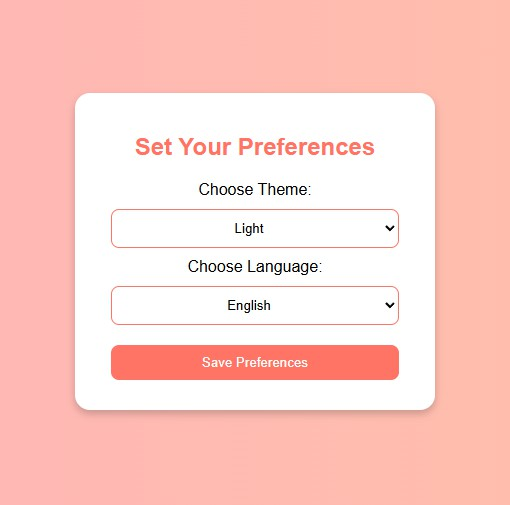 Set Your Preferences
Choose Theme:
Light
Choose Language:
English
Save Preferences